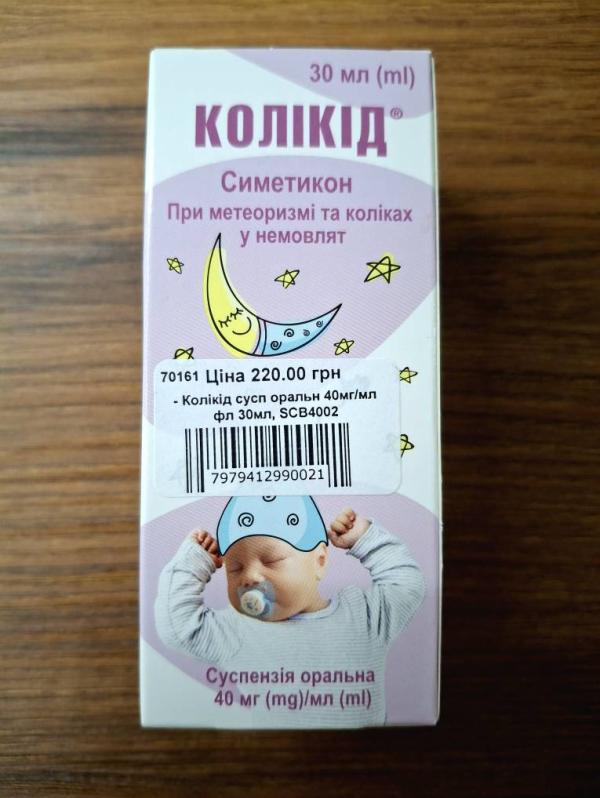 30 мл (ml)
КОЛІКІД®
Симетикон
При метеоризмі та коліках
у немовлят
70161 Ціна 220.00 грн
- Колікід сусп оральн 40мг/мл
фл 30мл, SCB4002
7979412990021
Суспензія оральна
40 мг (mg)/мл (ml)